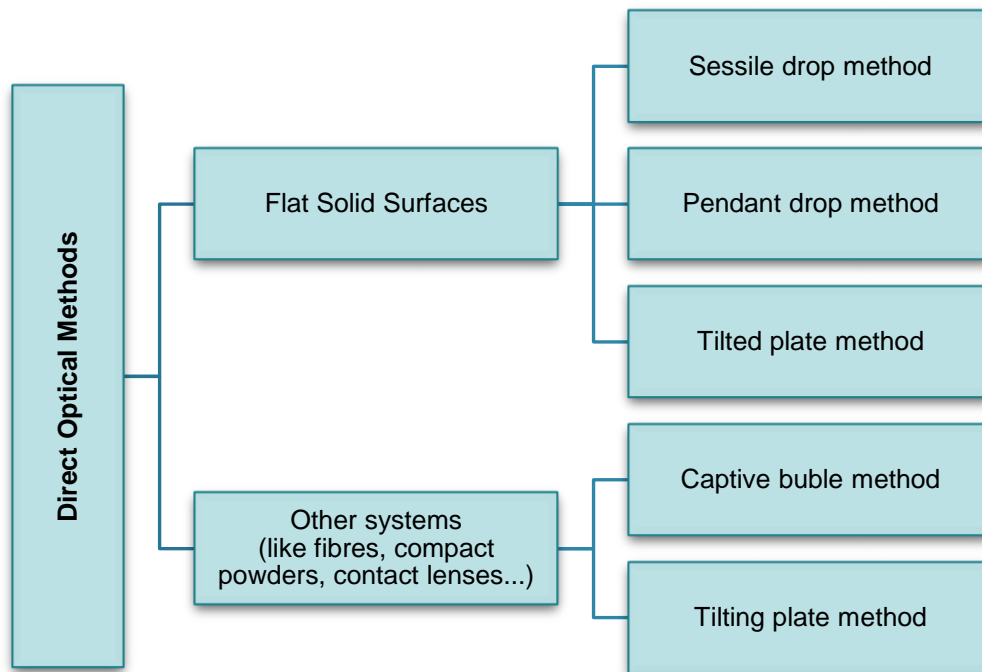 Direct Optical Methods
Flat Solid Surfaces
Sessile drop method
Pendant drop method
Tilted plate method
Other systems
(like fibres, compact
powders, contact lenses...)
Captive buble method
Tilting plate method